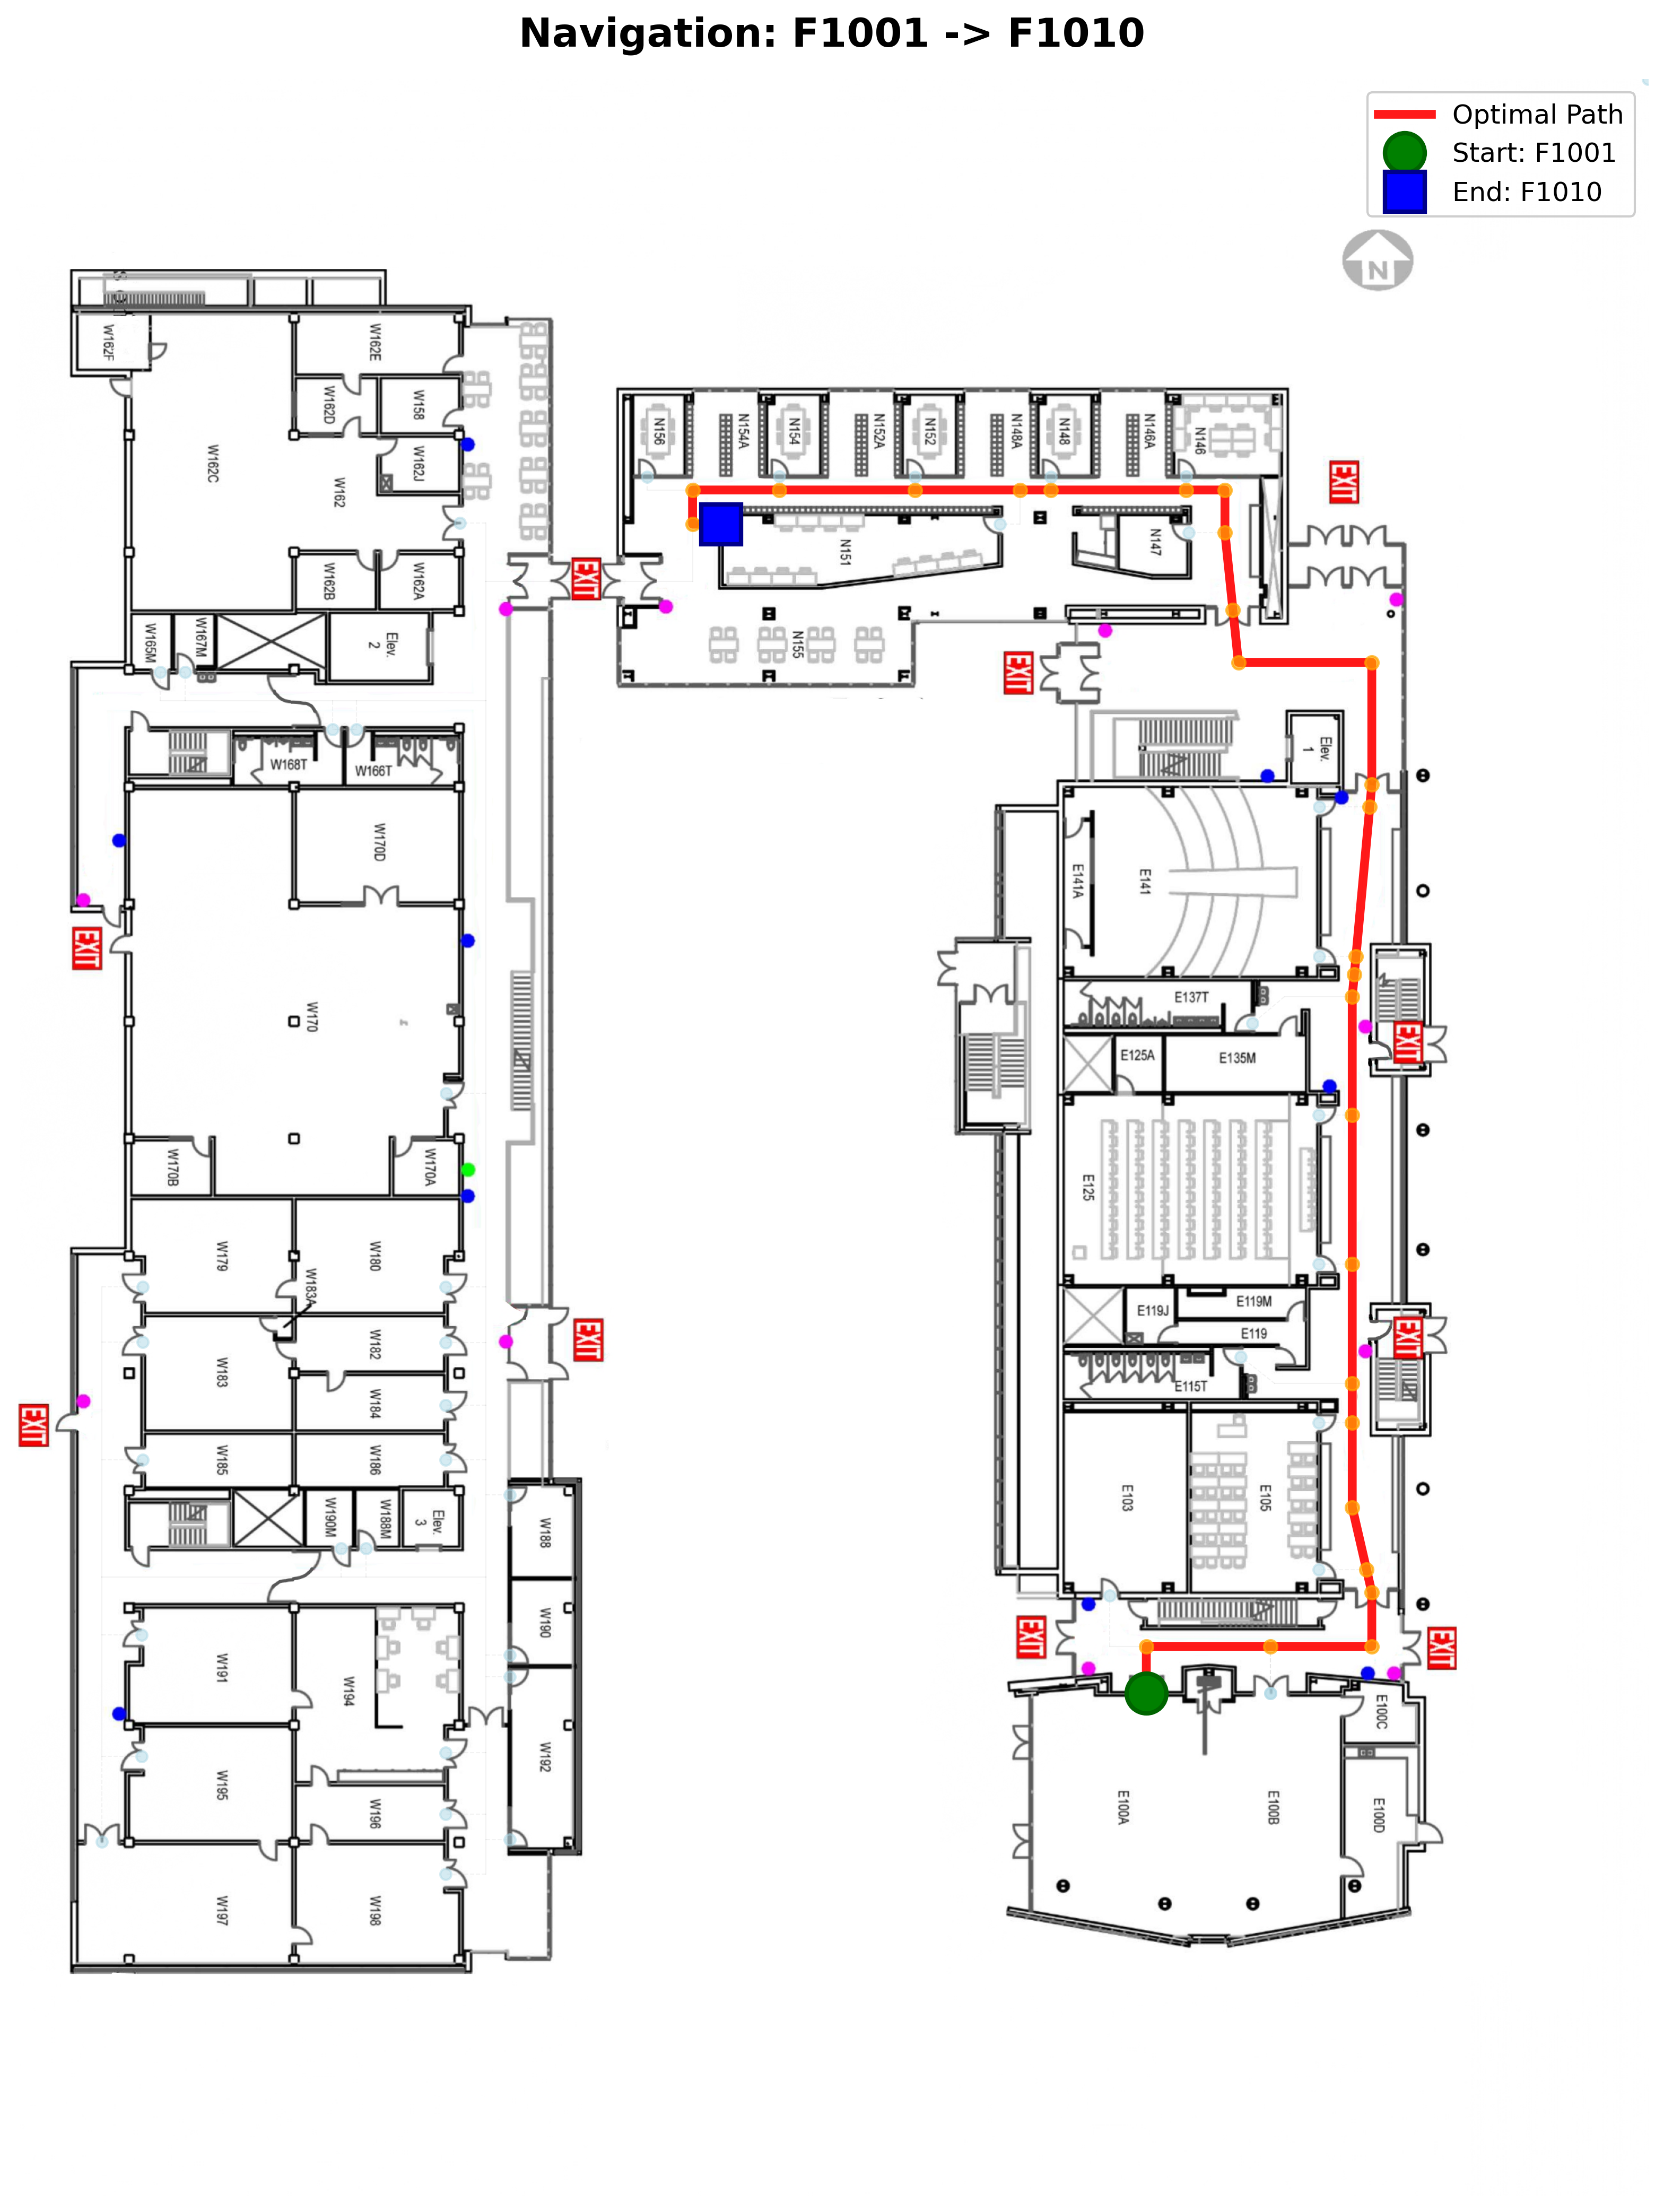 Navigation: F1001 -> F1010
Optimal Path
Start: F1001
End: F1010
N
W162F
W162E
W162D
W158
W162C
W162J
W162
W162B
W162A
W165M
W167M
Elev.
2
W168T
W166T
W170D
W170
W170B
W170A
W179
W180
W183A
W182
W183
W184
W185
W186
W190M
W188M
Elev.
3
W188
W190
W191
W194
W192
W195
W196
W197
W198
EXIT
EXIT
EXIT
EXIT
N156
N154A
N154
N152A
N152
N148A
N148
N146A
N146
N151
N147
N155
EXIT
EXIT
Elev.
1
E141A
E141
E137T
E125A
E135M
EXIT
E125
E119J
E119M
E119
E115T
EXIT
E103
E105
EXIT
EXIT
E100C
E100A
E100B
E100D